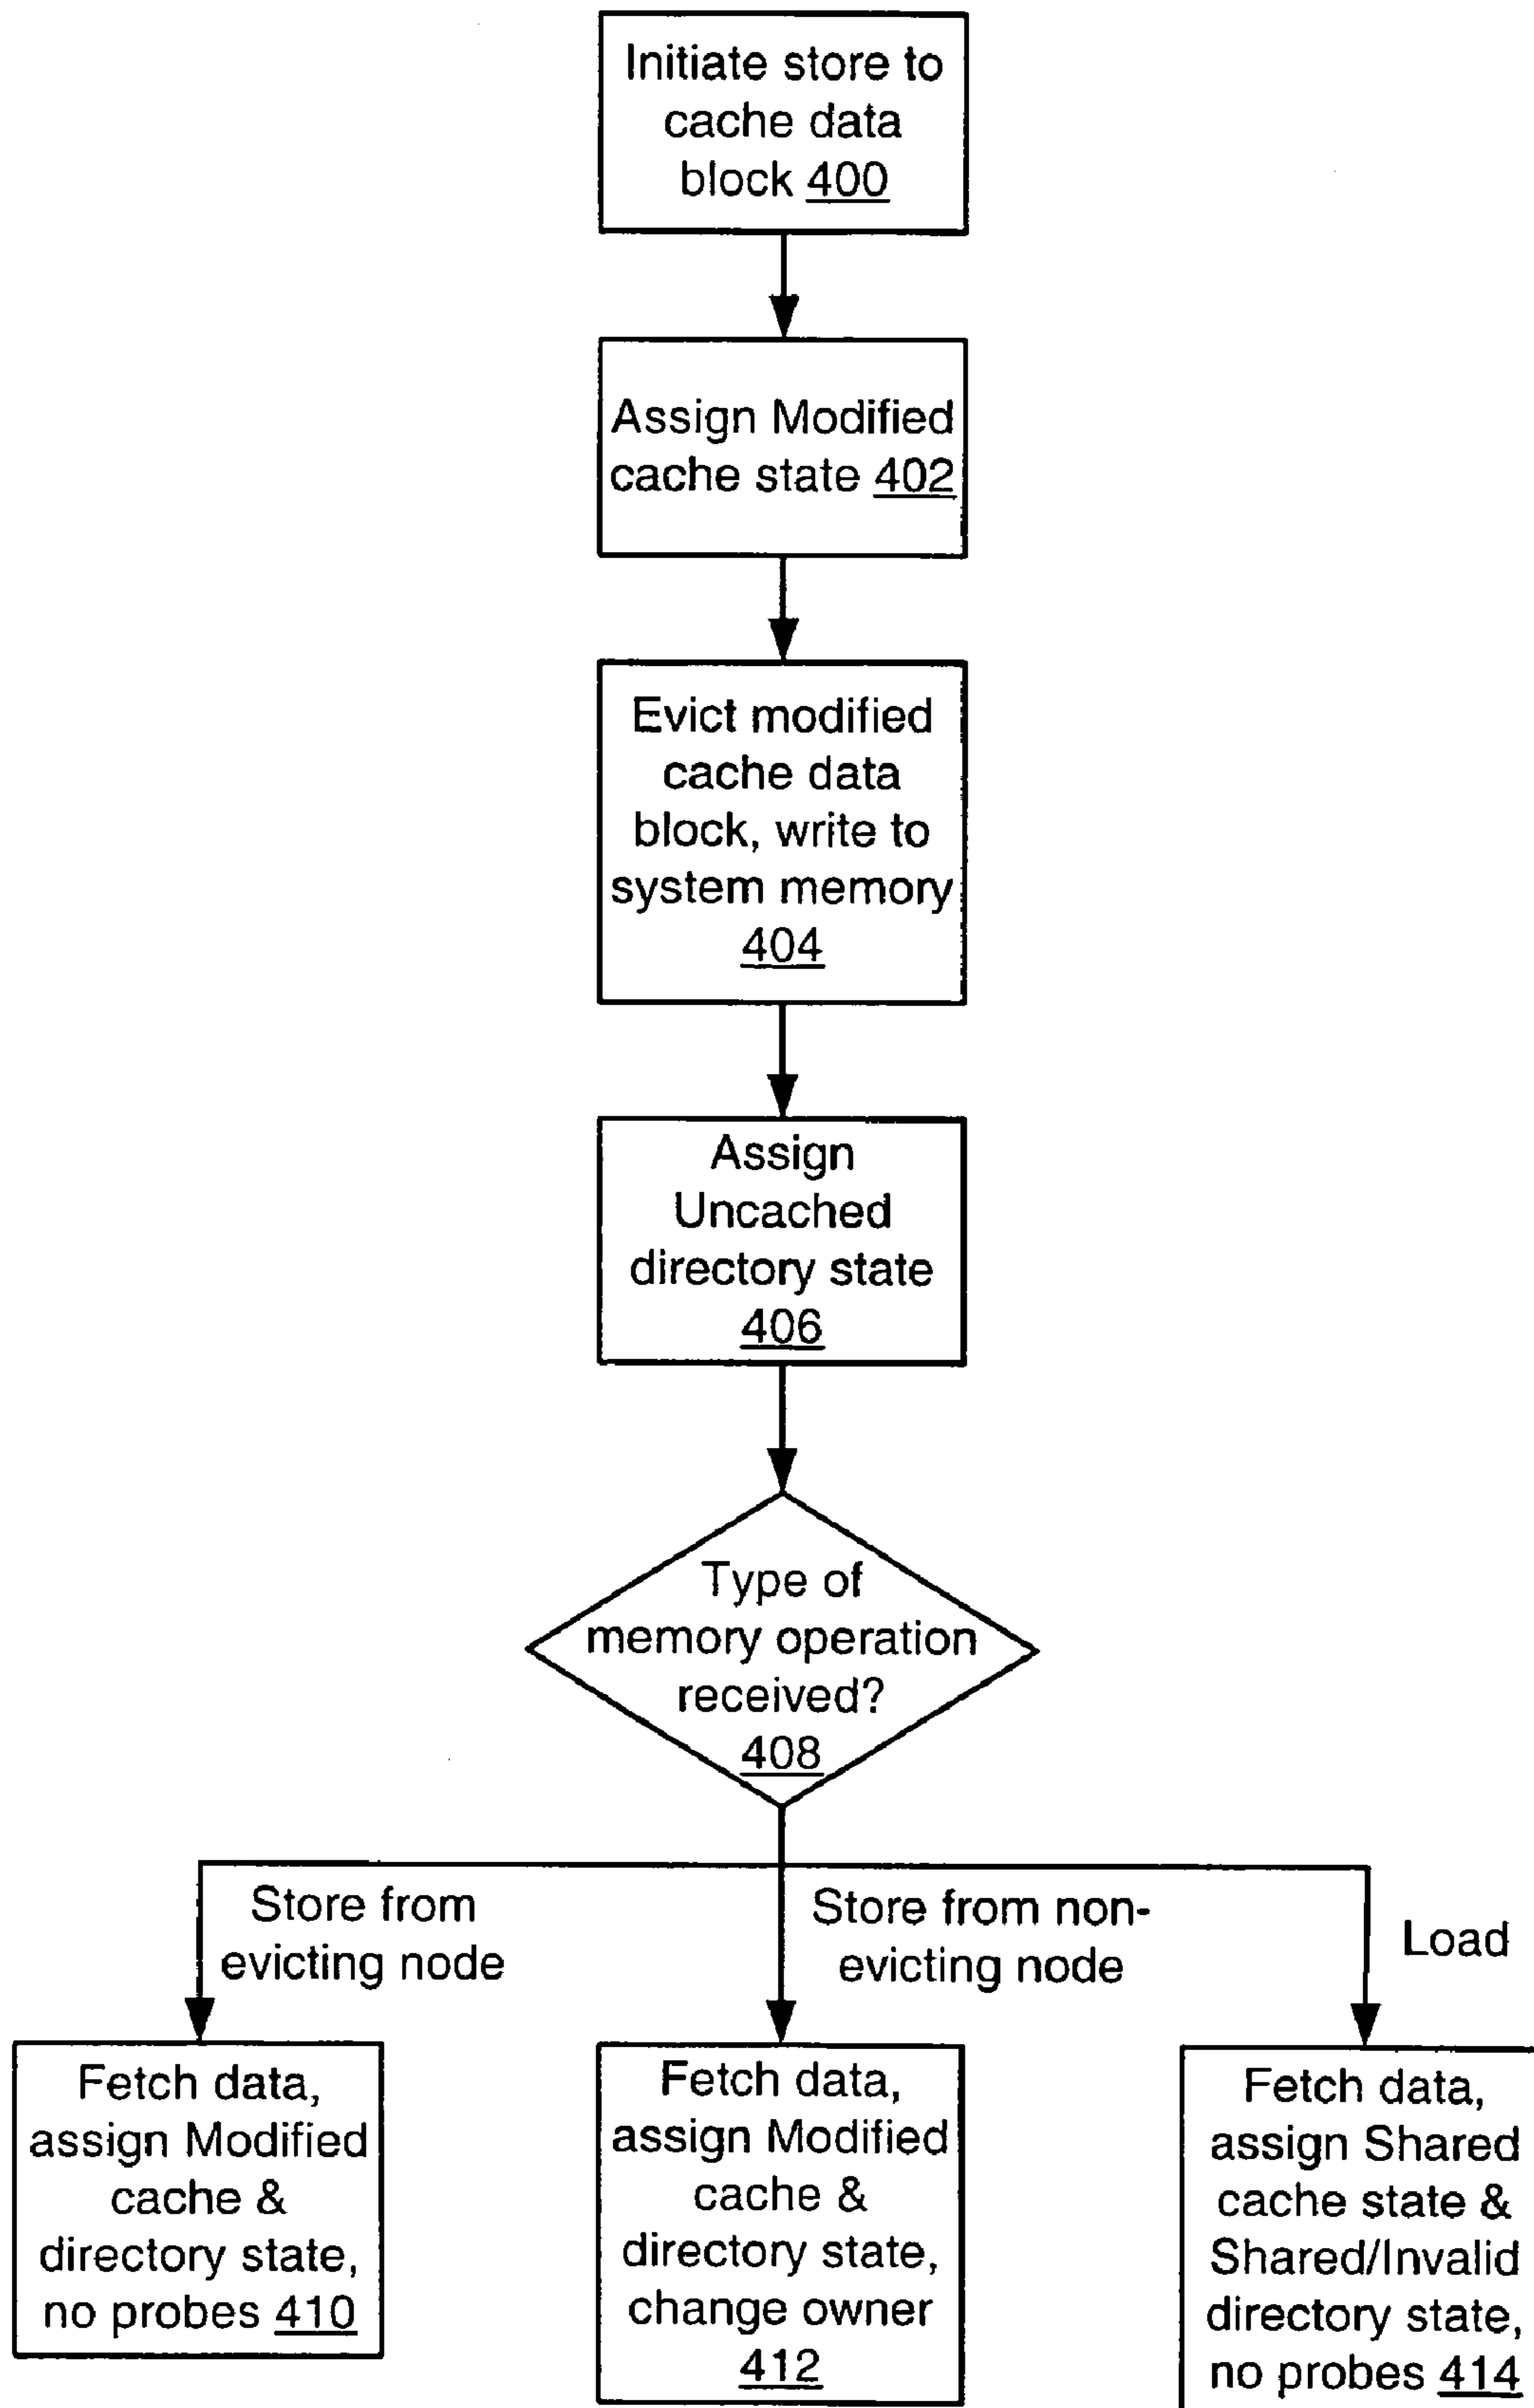 Initiate store to
cache data
block 400
Assign Modified
cache state 402
Evict modified
cache data
block, write to
system memory
404
Assign
Uncached
directory state
406
Type of
memory operation
received?
408
Store from
evicting node
Store from non-
evicting node
Load
Fetch data,
assign Modified
cache &
directory state,
no probes 410
Fetch data,
assign Modified
cache &
directory state,
change owner
412
Fetch data,
assign Shared
cache state &
Shared/Invalid
directory state,
no probes 414